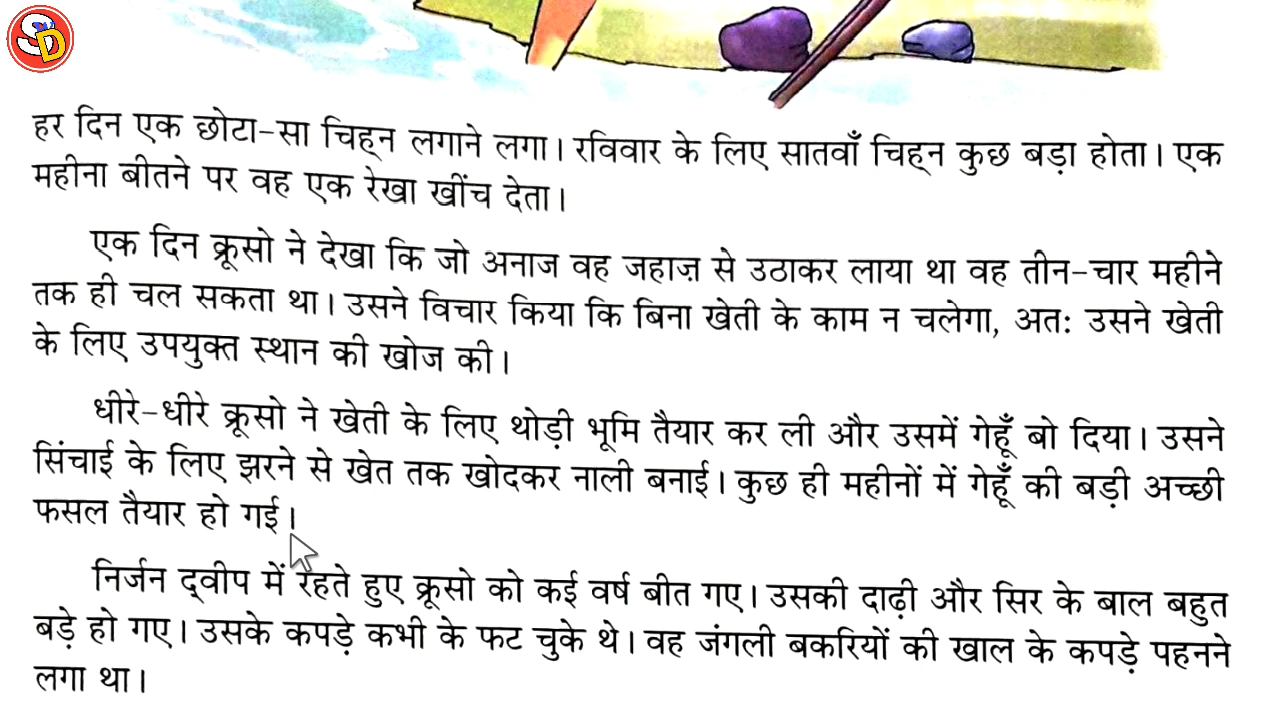 SD
हर दिन एक छोटा-सा चिह्न लगाने लगा। रविवार के लिए सातवाँ चिह्न कुछ बड़ा होता। एक
महीना बीतने पर वह एक रेखा खींच देता।
एक दिन क्रूसो ने देखा कि जो अनाज वह जहाज़ से उठाकर लाया था वह तीन-चार महीने
तक ही चल सकता था। उसने विचार किया कि बिना खेती के काम न चलेगा, अतः उसने खेती
के लिए उपयुक्त स्थान की खोज की।
धीरे-धीरे क्रूसो ने खेती के लिए थोड़ी भूमि तैयार कर ली और उसमें गेहूँ बो दिया। उसने
सिंचाई के लिए झरने से खेत तक खोदकर नाली बनाई। कुछ ही महीनों में गेहूँ की बड़ी अच्छी
फसल तैयार हो गई।
निर्जन द्वीप में रहते हुए क्रूसो को कई वर्ष बीत गए। उसकी दाढ़ी और सिर के बाल बहुत
बड़े हो गए। उसके कपड़े कभी के फट चुके थे। वह जंगली बकरियों की खाल के कपड़े पहनने
लगा था।